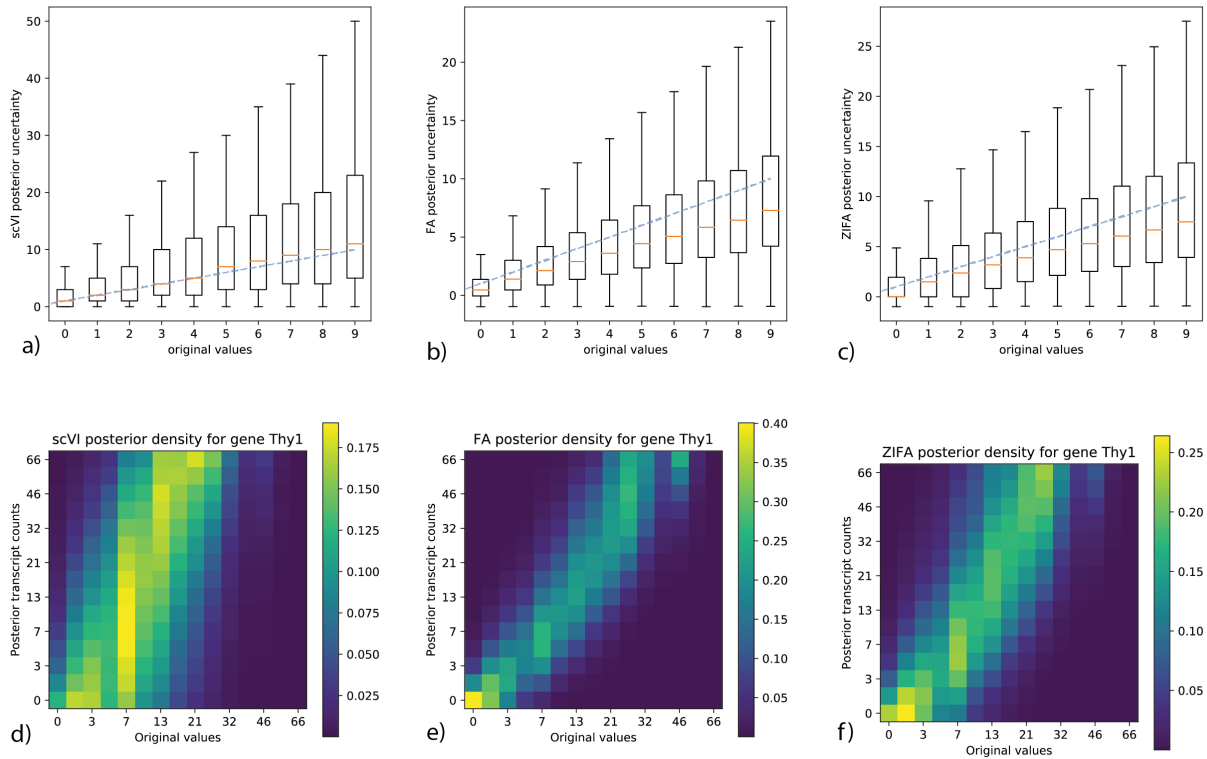 50
40
30
20
10
0
scVI posterior uncertainty
0 1 2 3 4 5 6 7 8 9
original values
a)
20
15
10
5
0
FA posterior uncertainty
0 1 2 3 4 5 6 7 8 9
original values
b)
25
20
15
10
5
0
ZIFA posterior uncertainty
0 1 2 3 4 5 6 7 8 9
original values
c)
scVI posterior density for gene Thy1
66
46
32
21
13
7
3
0
Posterior transcript counts
0 3 7 13 21 32 46 66
Original values
0.175
0.150
0.125
0.100
0.075
0.050
0.025
d)
FA posterior density for gene Thy1
66
46
32
21
13
7
3
0
Posterior transcript counts
0 3 7 13 21 32 46 66
Original values
0.40
0.35
0.30
0.25
0.20
0.15
0.10
0.05
e)
ZIFA posterior density for gene Thy1
66
46
32
21
13
7
3
0
Posterior transcript counts
0 3 7 13 21 32 46 66
Original values
0.25
0.20
0.15
0.10
0.05
f)